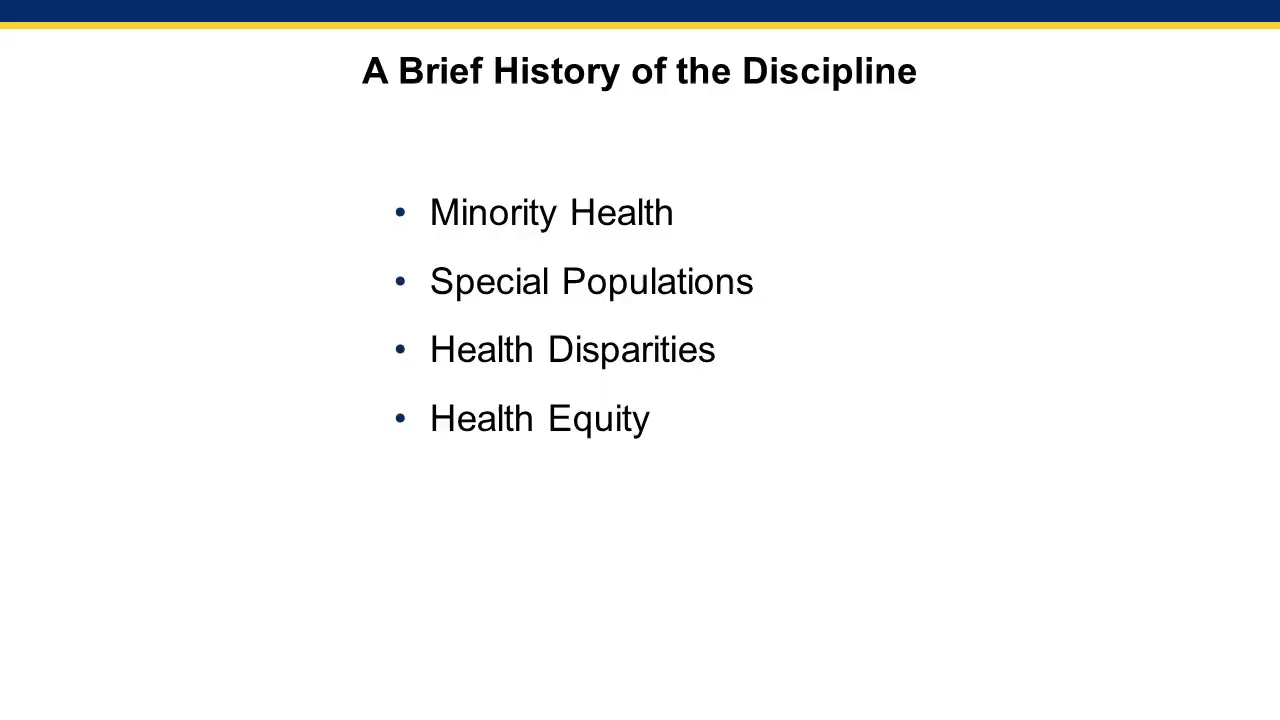 A Brief History of the Discipline
• Minority Health
• Special Populations
• Health Disparities
• Health Equity